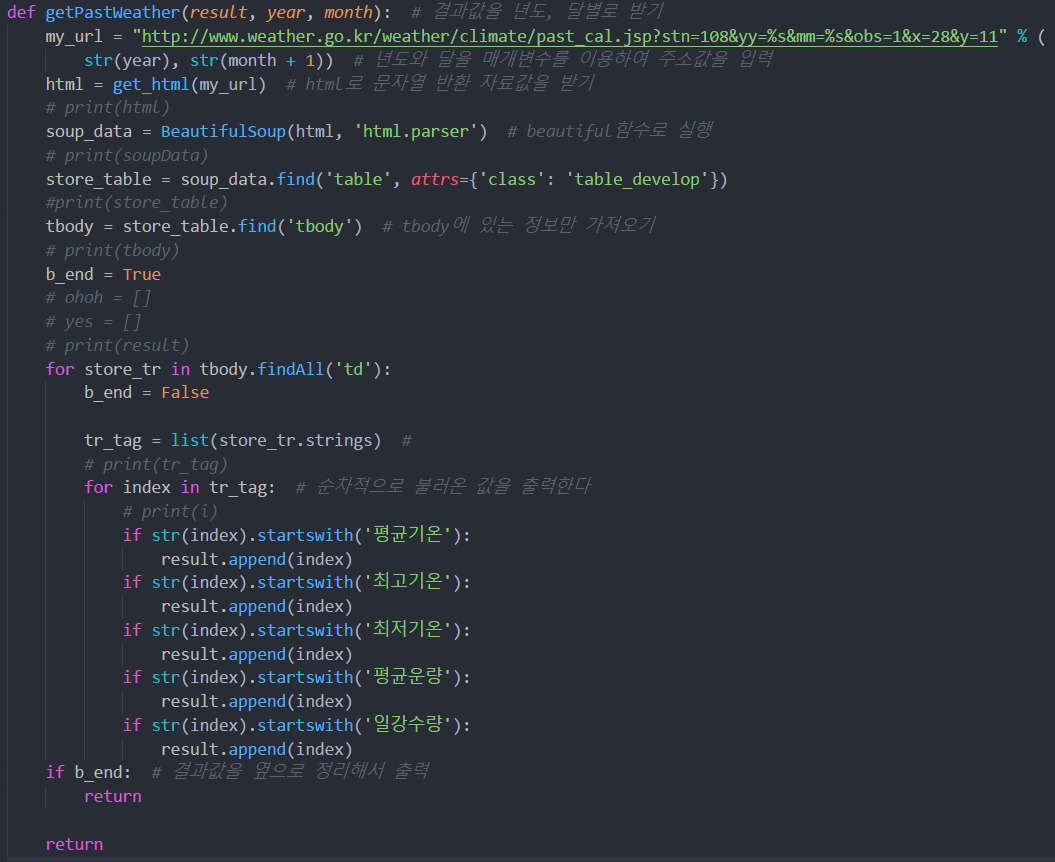 def getPastWeather(result, year, month):  # 결과값을 년도, 달별로 받기
    my_url = "http://www.weather.go.kr/weather/climate/past_cal.jsp?stn=108&yy=%s&mm=%s&obs=1&x=28&y=11" % (
        str(year), str(month + 1))  # 년도와 달을 매개변수를 이용하여 주소값을 입력
    html = get_html(my_url)  # html로 문자열 반환 자료값을 받기
    # print(html)
    soup_data = BeautifulSoup(html, 'html.parser')  # beautiful함수로 실행
    # print(soupData)
    store_table = soup_data.find('table', attrs={'class': 'table_develop'})
    #print(store_table)
    tbody = store_table.find('tbody')  # tbody에 있는 정보만 가져오기
    # print(tbody)
    b_end = True
    # ohoh = []
    # yes = []
    # print(result)
    for store_tr in tbody.findAll('td'):
        b_end = False
        tr_tag = list(store_tr.strings)  #
        # print(tr_tag)
        for index in tr_tag:  # 순차적으로 불러온 값을 출력한다
            # print(i)
            if str(index).startswith('평균기온'):
                result.append(index)
            if str(index).startswith('최고기온'):
                result.append(index)
            if str(index).startswith('최저기온'):
                result.append(index)
            if str(index).startswith('평균운량'):
                result.append(index)
            if str(index).startswith('일강수량'):
                result.append(index)
    if b_end:  # 결과값을 옆으로 정리해서 출력
        return
    return